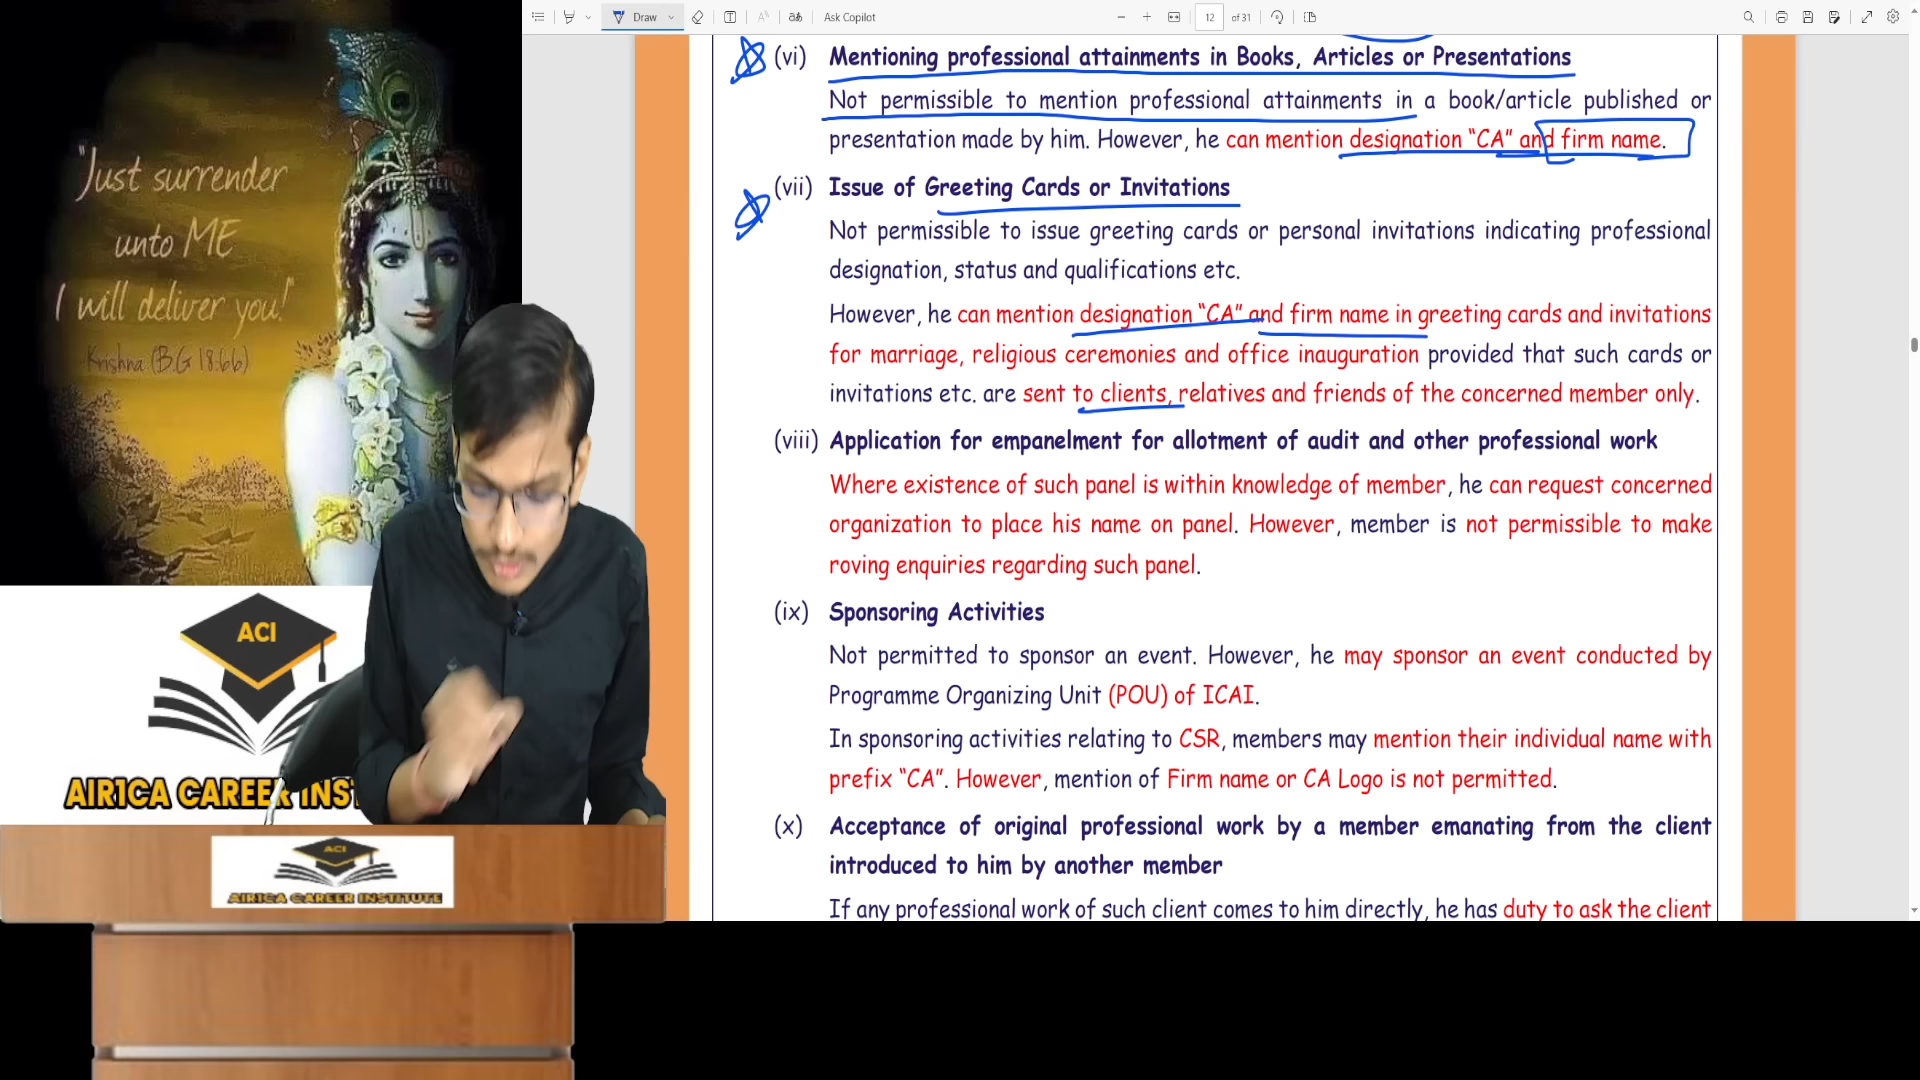 Draw
Ask Copilot
12 of 31
"Just surrender
unto ME
I will deliver you!"
Krishna (B.G 18:66)
ACI
AIR1CA CAREER INST
ACI
AIR1CA CAREER INSTITUTE
(vi) Mentioning professional attainments in Books, Articles or Presentations
Not permissible to mention professional attainments in a book/article published or
presentation made by him. However, he can mention designation “CA” and firm name.
(vii) Issue of Greeting Cards or Invitations
Not permissible to issue greeting cards or personal invitations indicating professional
designation, status and qualifications etc.
However, he can mention designation “CA” and firm name in greeting cards and invitations
for marriage, religious ceremonies and office inauguration provided that such cards or
invitations etc. are sent to clients, relatives and friends of the concerned member only.
(viii) Application for empanelment for allotment of audit and other professional work
Where existence of such panel is within knowledge of member, he can request concerned
organization to place his name on panel. However, member is not permissible to make
roving enquiries regarding such panel.
(ix) Sponsoring Activities
Not permitted to sponsor an event. However, he may sponsor an event conducted by
Programme Organizing Unit (POU) of ICAI.
In sponsoring activities relating to CSR, members may mention their individual name with
prefix “CA”. However, mention of Firm name or CA Logo is not permitted.
(x) Acceptance of original professional work by a member emanating from the client
introduced to him by another member
If any professional work of such client comes to him directly, he has duty to ask the client